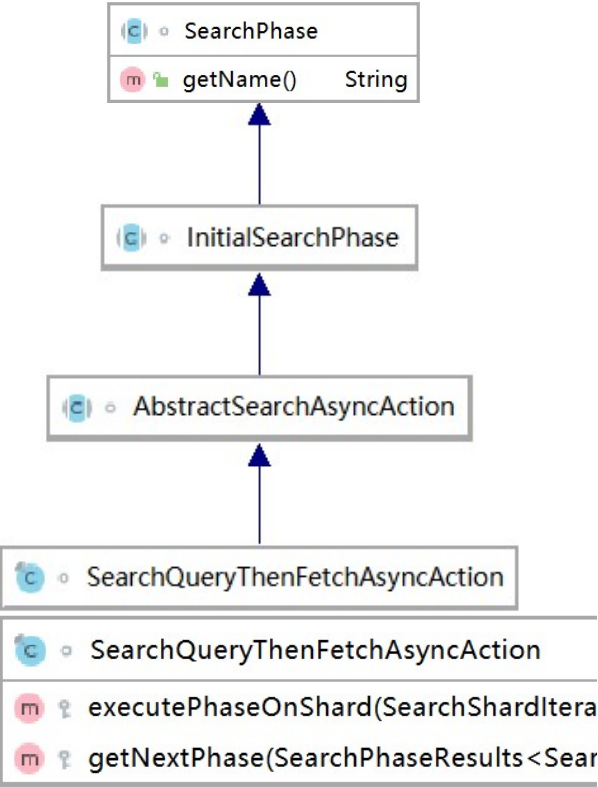 SearchPhase
getName() String
InitialSearchPhase
AbstractSearchAsyncAction
SearchQueryThenFetchAsyncAction
SearchQueryThenFetchAsyncAction
executePhaseOnShard(SearchShardItera
getNextPhase(SearchPhaseResults<Sear